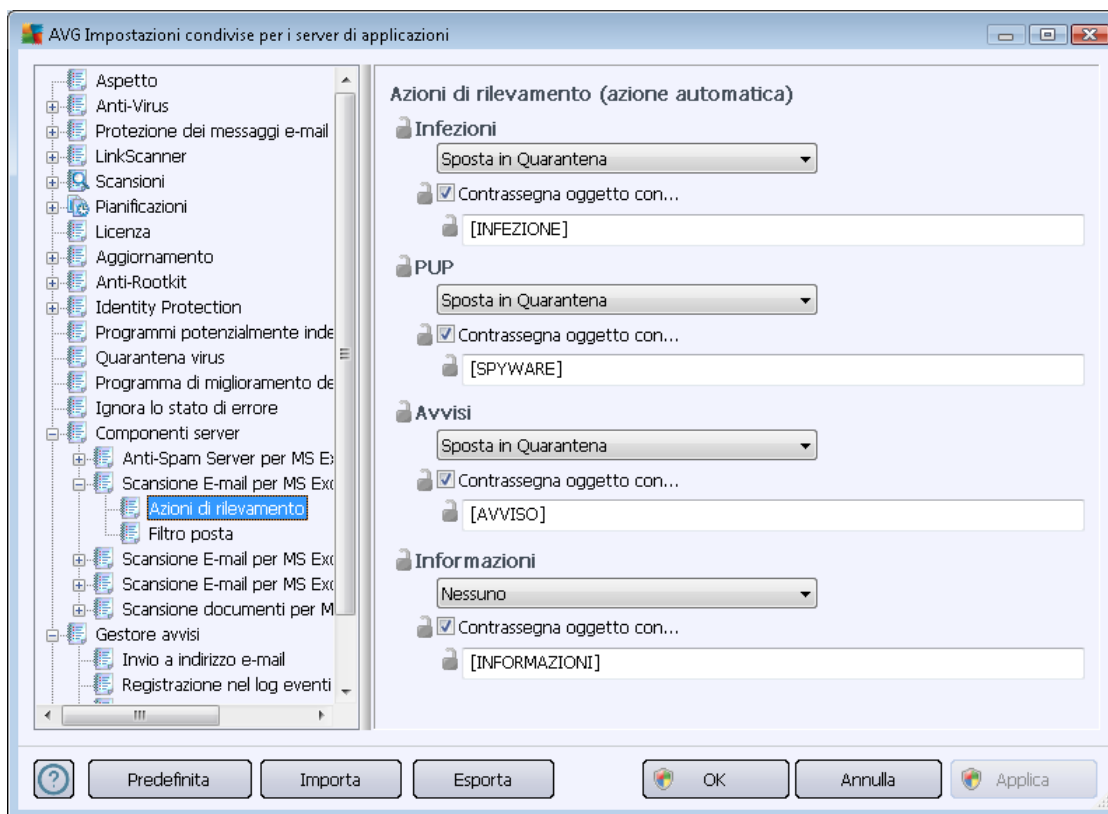 AVG Impostazioni condivise per i server di applicazioni
Aspetto
Anti-Virus
Protezione dei messaggi e-mail
LinkScanner
Scansioni
Pianificazioni
Licenza
Aggiornamento
Anti-Rootkit
Identity Protection
Programmi potenzialmente inde
Quarantena virus
Programma di miglioramento de
Ignora lo stato di errore
Componenti server
Anti-Spam Server per MS Ex
Scansione E-mail per MS Exc
Azioni di rilevamento
Filtro posta
Scansione E-mail per MS Exc
Scansione E-mail per MS Exc
Scansione documenti per M
Gestore avvisi
Invio a indirizzo e-mail
Registrazione nel log eventi
Azioni di rilevamento (azione automatica)
Infezioni
Sposta in Quarantena
Contrassegna oggetto con...
[INFEZIONE]
PUP
Sposta in Quarantena
Contrassegna oggetto con...
[SPYWARE]
Avvisi
Sposta in Quarantena
Contrassegna oggetto con...
[AVVISO]
Informazioni
Nessuno
Contrassegna oggetto con...
[INFORMAZIONI]
Predefinita
Importa
Esporta
OK
Annulla
Applica